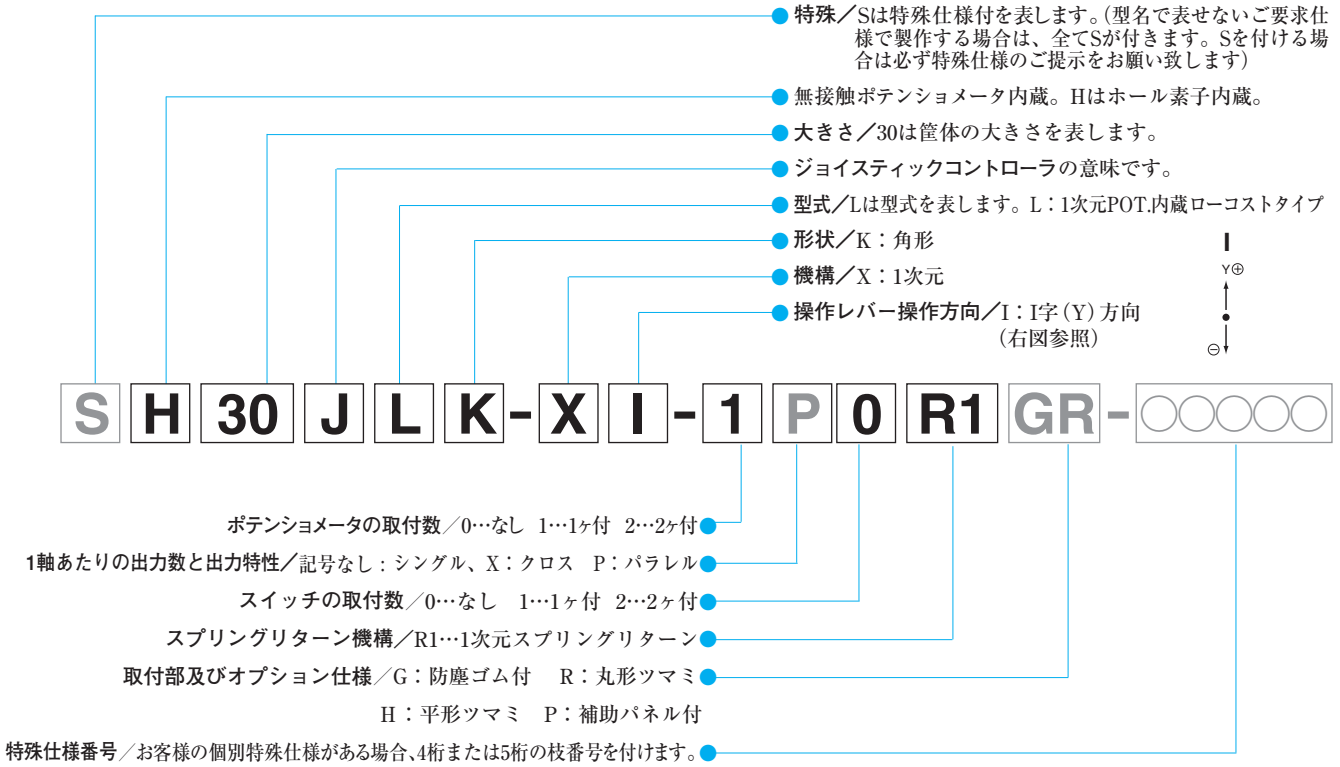 特殊／Sは特殊仕様付を表します。(型名で表せないご要求仕
様で製作する場合は、全てSが付きます。Sを付ける場
合は必ず特殊仕様のご提示をお願い致します)
無接触ポテンショメータ内蔵。Hはホール素子内蔵。
大きさ／30は筐体の大きさを表します。
ジョイスティックコントローラの意味です。
型式／Lは型式を表します。L：1次元POT.内蔵ローコストタイプ
形状／K：角形
機構／X：1次元
操作レバー操作方向／I：I字(Y)方向
(右図参照)
I
Y⊕
⊖
S H 30 J L K-X I-1 P 0 R1 GR-○○○○○
ポテンショメータの取付数／0…なし 1…1ヶ付 2…2ヶ付
1軸あたりの出力数と出力特性／記号なし：シングル、X：クロス P：パラレル
スイッチの取付数／0…なし 1…1ヶ付 2…2ヶ付
スプリングリターン機構／R1…1次元スプリングリターン
取付部及びオプション仕様／G：防塵ゴム付 R：丸形ツマミ
H：平形ツマミ P：補助パネル付
特殊仕様番号／お客様の個別特殊仕様がある場合、4桁または5桁の枝番号を付けます。